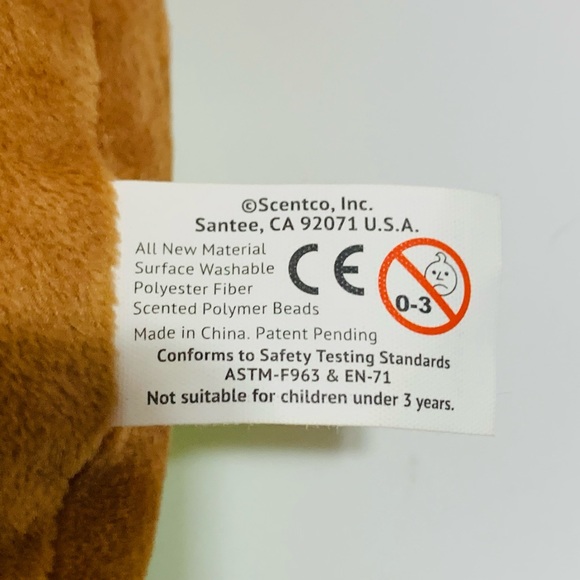 ©Scentco, Inc.
Santee, CA 92071 U.S.A.
All New Material
Surface Washable
Polyester Fiber
Scented Polymer Beads
CE
0-3
Made in China. Patent Pending
Conforms to Safety Testing Standards
ASTM-F963 & EN-71
Not suitable for children under 3 years.